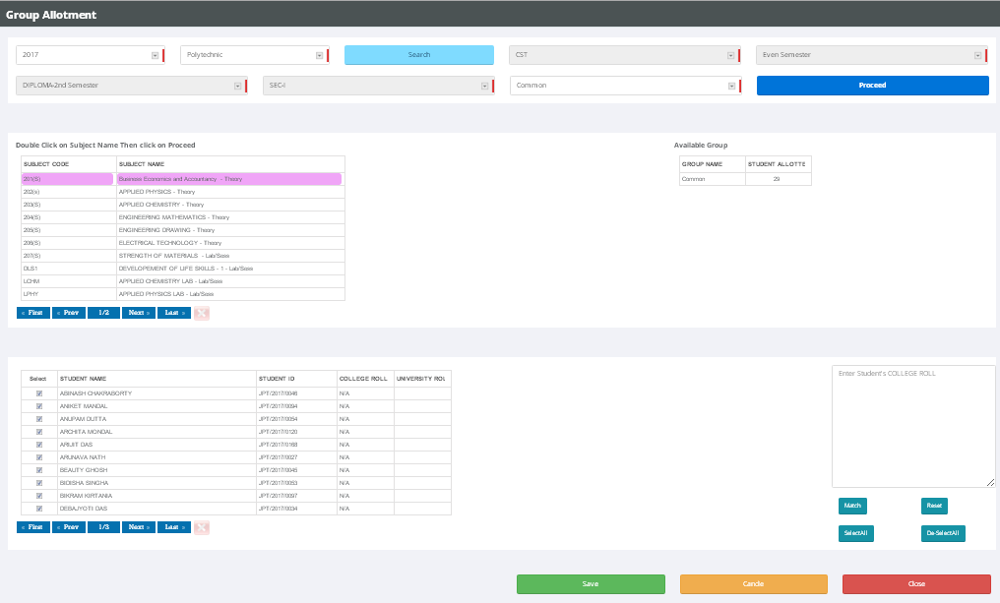 Group Allotment
2017 Polytechnic Search CST Even Semester
DIPLOMA-2nd Semester SEC-I Common Proceed
Double Click on Subject Name Then click on Proceed
Available Group
SUBJECT CODE SUBJECT NAME
201(S) Business Economics and Accountancy - Theory
202(s) APPLIED PHYSICS - Theory
203(S) APPLIED CHEMISTRY - Theory
204(S) ENGINEERING MATHEMATICS - Theory
205(S) ENGINEERING DRAWING - Theory
206(S) ELECTRICAL TECHNOLOGY - Theory
207(S) STRENGTH OF MATERIALS - Lab/Sess
DLS1 DEVELOPEMENT OF LIFE SKILLS - 1 - Lab/Sess
LCHM APPLIED CHEMISTRY LAB - Lab/Sess
LPHY APPLIED PHYSICS LAB - Lab/Sess
« First « Prev 1/2 Next » Last »
GROUP NAME STUDENT ALLOTTE
Common 29
Select STUDENT NAME STUDENT ID COLLEGE ROLL UNIVERSITY ROL
ABINASH CHAKRABORTY JPT/2017/0046 N/A
ANIKET MANDAL JPT/2017/0094 N/A
ANUPAM DUTTA JPT/2017/0054 N/A
ARCHITA MONDAL JPT/2017/0120 N/A
ARIJIT DAS JPT/2017/0168 N/A
ARUNAVA NATH JPT/2017/0027 N/A
BEAUTY GHOSH JPT/2017/0045 N/A
BIDISHA SINGHA JPT/2017/0053 N/A
BIKRAM KIRTANIA JPT/2017/0097 N/A
DEBAJYOTI DAS JPT/2017/0034 N/A
« First « Prev 1/3 Next » Last »
Enter Student's COLLEGE ROLL
Match Reset
SelectAll De-SelectAll
Save Cancle Close